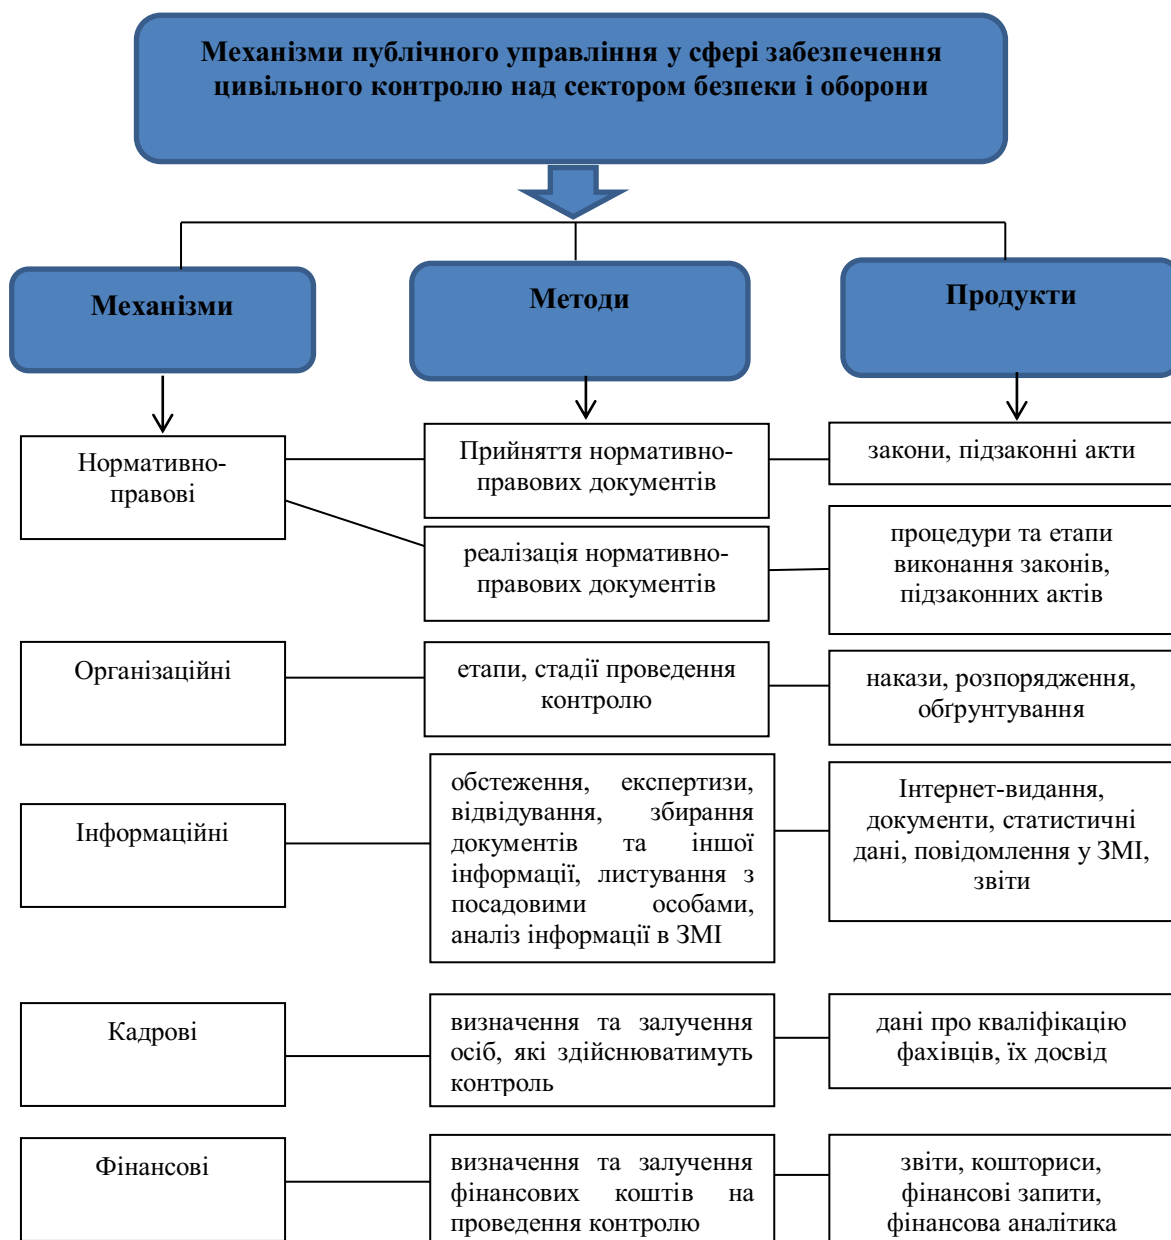 Механізми публічного управління у сфері забезпечення
цивільного контролю над сектором безпеки і оборони
Механізми
Методи
Продукти
Нормативно-
правові
Прийняття нормативно-
правових документів
закони, підзаконні акти
реалізація нормативно-
правових документів
процедури та етапи
виконання законів,
підзаконних актів
Організаційні
етапи, стадії проведення
контролю
накази, розпорядження,
обґрунтування
Інформаційні
обстеження, експертизи,
відвідування, збирання
документів та іншої
інформації, листування з
посадовими особами,
аналіз інформації в ЗМІ
Інтернет-видання,
документи, статистичні
дані, повідомлення у ЗМІ,
звіти
Кадрові
визначення та залучення
осіб, які здійснюватимуть
контроль
дані про кваліфікацію
фахівців, їх досвід
Фінансові
визначення та залучення
фінансових коштів на
проведення контролю
звіти, кошториси,
фінансові запити,
фінансова аналітика